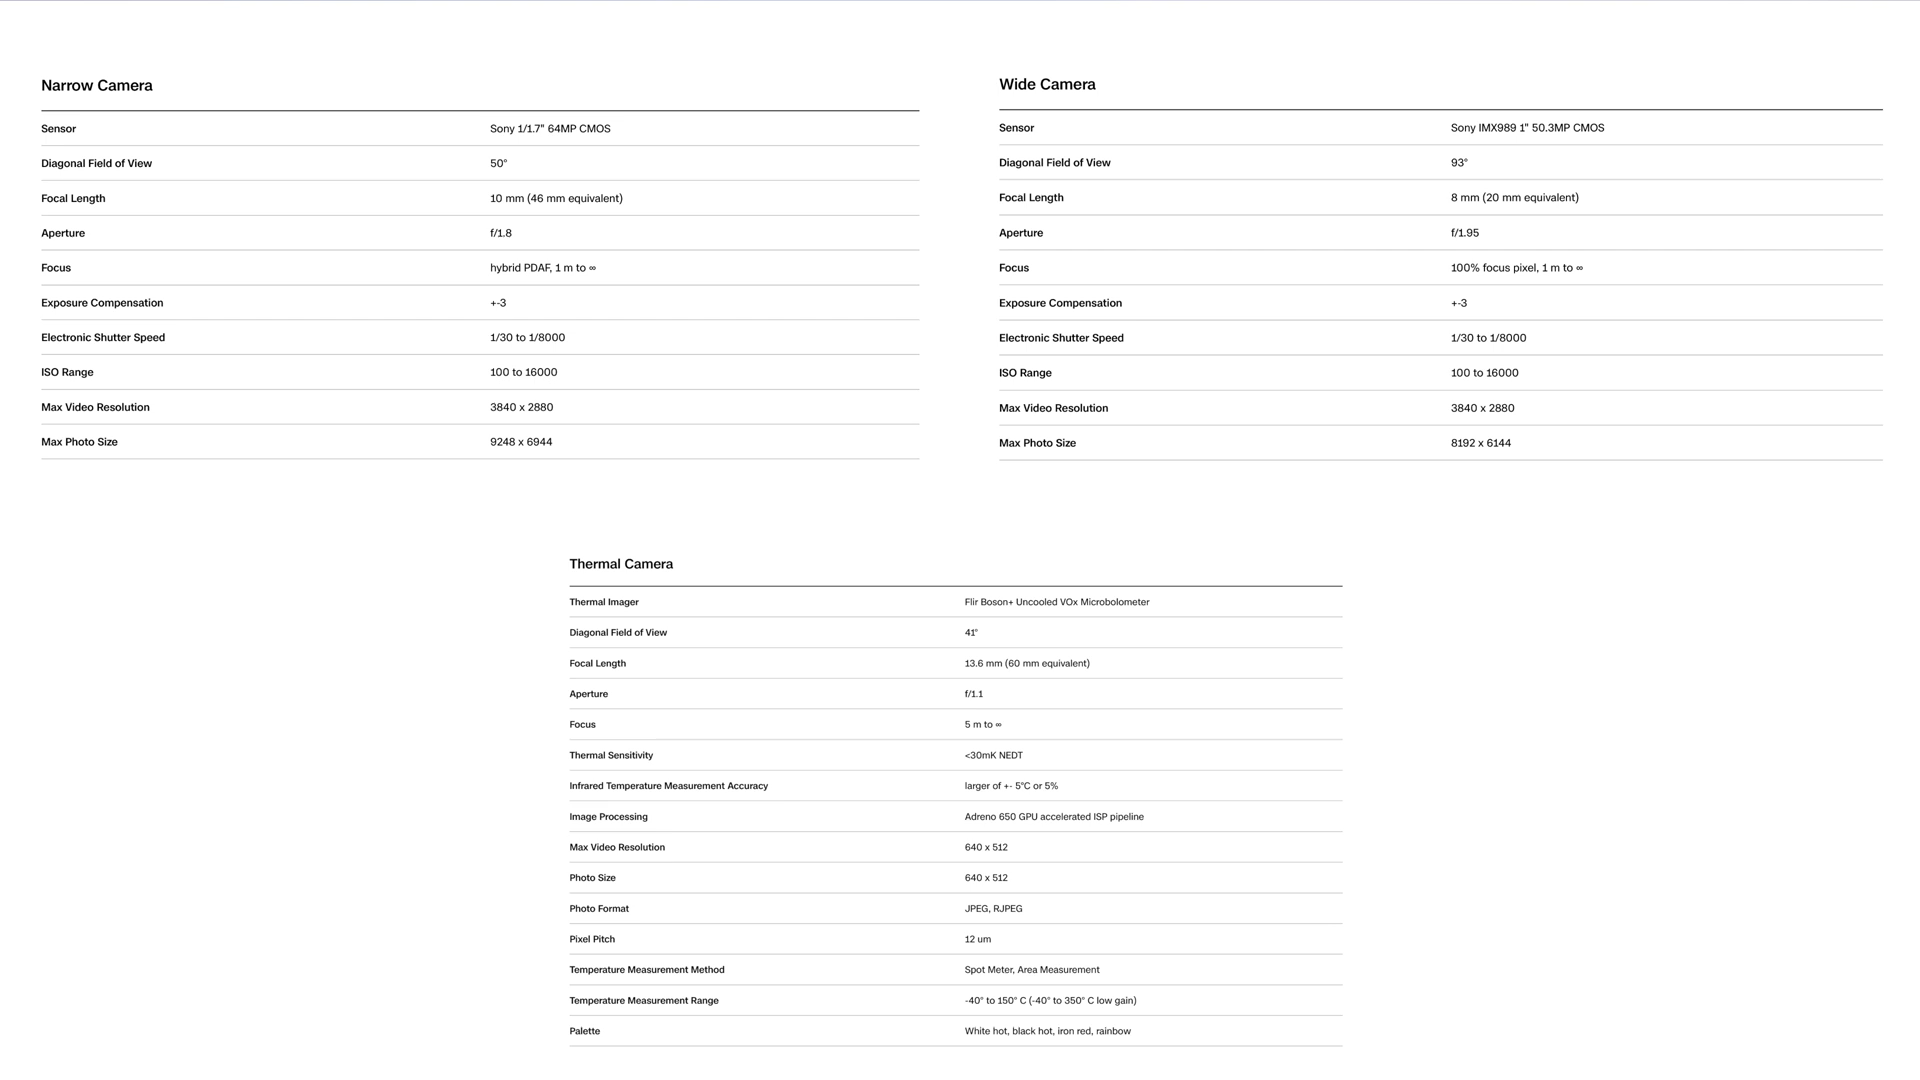 Narrow Camera
Sensor Sony 1/1.7" 64MP CMOS
Diagonal Field of View 50°
Focal Length 10 mm (46 mm equivalent)
Aperture f/1.8
Focus hybrid PDAF, 1 m to ∞
Exposure Compensation +-3
Electronic Shutter Speed 1/30 to 1/8000
ISO Range 100 to 16000
Max Video Resolution 3840 x 2880
Max Photo Size 9248 x 6944
Wide Camera
Sensor Sony IMX989 1" 50.3MP CMOS
Diagonal Field of View 93°
Focal Length 8 mm (20 mm equivalent)
Aperture f/1.95
Focus 100% focus pixel, 1 m to ∞
Exposure Compensation +-3
Electronic Shutter Speed 1/30 to 1/8000
ISO Range 100 to 16000
Max Video Resolution 3840 x 2880
Max Photo Size 8192 x 6144
Thermal Camera
Thermal Imager Flir Boson+ Uncooled VOx Microbolometer
Diagonal Field of View 41°
Focal Length 13.6 mm (60 mm equivalent)
Aperture f/1.1
Focus 5 m to ∞
Thermal Sensitivity <30mK NEDT
Infrared Temperature Measurement Accuracy larger of +- 5°C or 5%
Image Processing Adreno 650 GPU accelerated ISP pipeline
Max Video Resolution 640 x 512
Photo Size 640 x 512
Photo Format JPEG, RJPEG
Pixel Pitch 12 um
Temperature Measurement Method Spot Meter, Area Measurement
Temperature Measurement Range -40° to 150° C (-40° to 350° C low gain)
Palette White hot, black hot, iron red, rainbow